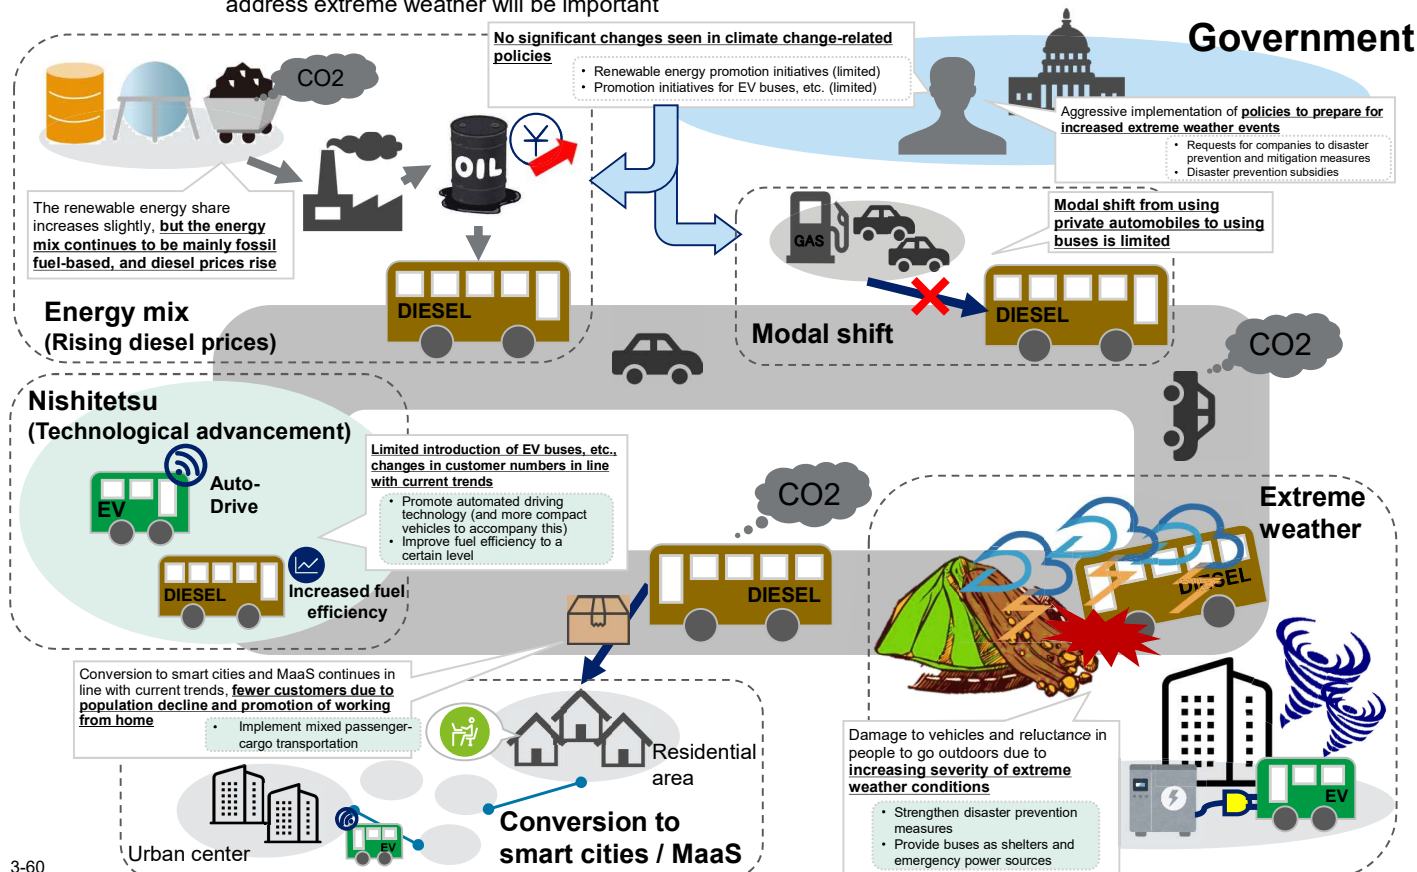 address extreme weather will be important
Government
No significant changes seen in climate change-related
policies
• Renewable energy promotion initiatives (limited)
• Promotion initiatives for EV buses, etc. (limited)
Aggressive implementation of policies to prepare for
increased extreme weather events
• Requests for companies to disaster
prevention and mitigation measures
• Disaster prevention subsidies
CO2
OIL
¥
The renewable energy share
increases slightly, but the energy
mix continues to be mainly fossil
fuel-based, and diesel prices rise
Energy mix
(Rising diesel prices)
DIESEL
GAS
Modal shift from using
private automobiles to using
buses is limited
DIESEL
Modal shift
CO2
Nishitetsu
(Technological advancement)
EV
Auto-
Drive
DIESEL
Increased fuel
efficiency
Limited introduction of EV buses, etc.,
changes in customer numbers in line
with current trends
• Promote automated driving
technology (and more compact
vehicles to accompany this)
• Improve fuel efficiency to a
certain level
CO2
DIESEL
Extreme
weather
DIESEL
Conversion to smart cities and MaaS continues in
line with current trends, fewer customers due to
population decline and promotion of working
from home
• Implement mixed passenger-
cargo transportation
Residential
area
Urban center
EV
Conversion to
smart cities / MaaS
Damage to vehicles and reluctance in
people to go outdoors due to
increasing severity of extreme
weather conditions
• Strengthen disaster prevention
measures
• Provide buses as shelters and
emergency power sources
EV
3-60